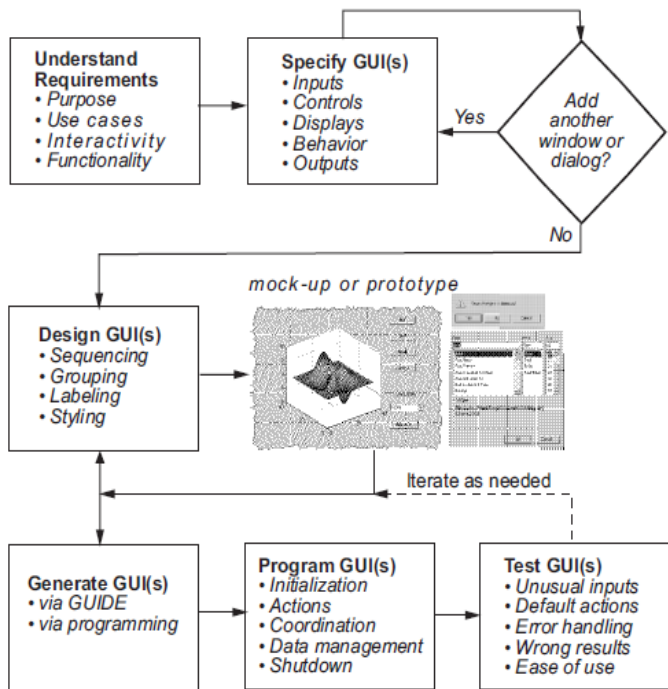 Understand
Requirements
• Purpose
• Use cases
• Interactivity
• Functionality
Specify GUI(s)
• Inputs
• Controls
• Displays
• Behavior
• Outputs
Yes
Add
another
window or
dialog?
No
mock-up or prototype
Design GUI(s)
• Sequencing
• Grouping
• Labeling
• Styling
Iterate as needed
Generate GUI(s)
• via GUIDE
• via programming
Program GUI(s)
• Initialization
• Actions
• Coordination
• Data management
• Shutdown
Test GUI(s)
• Unusual inputs
• Default actions
• Error handling
• Wrong results
• Ease of use